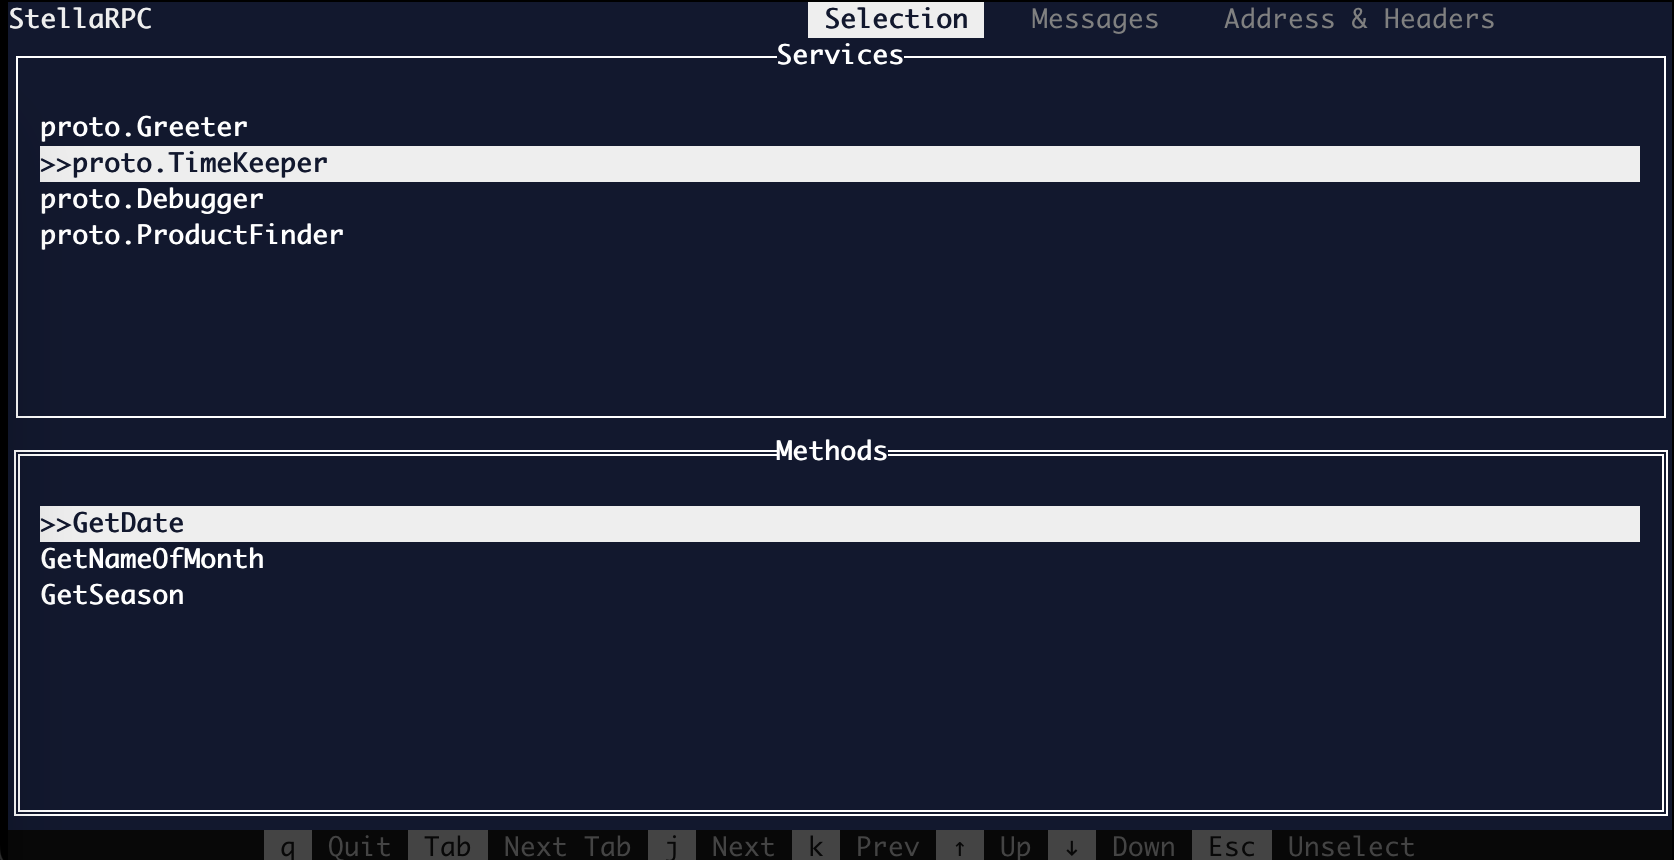 StellaRPC Selection Messages Address & Headers
Services
proto.Greeter
>>proto.TimeKeeper
proto.Debugger
proto.ProductFinder
Methods
>>GetDate
GetNameOfMonth
GetSeason
q Quit Tab Next Tab j Next k Prev ↑ Up ↓ Down Esc Unselect